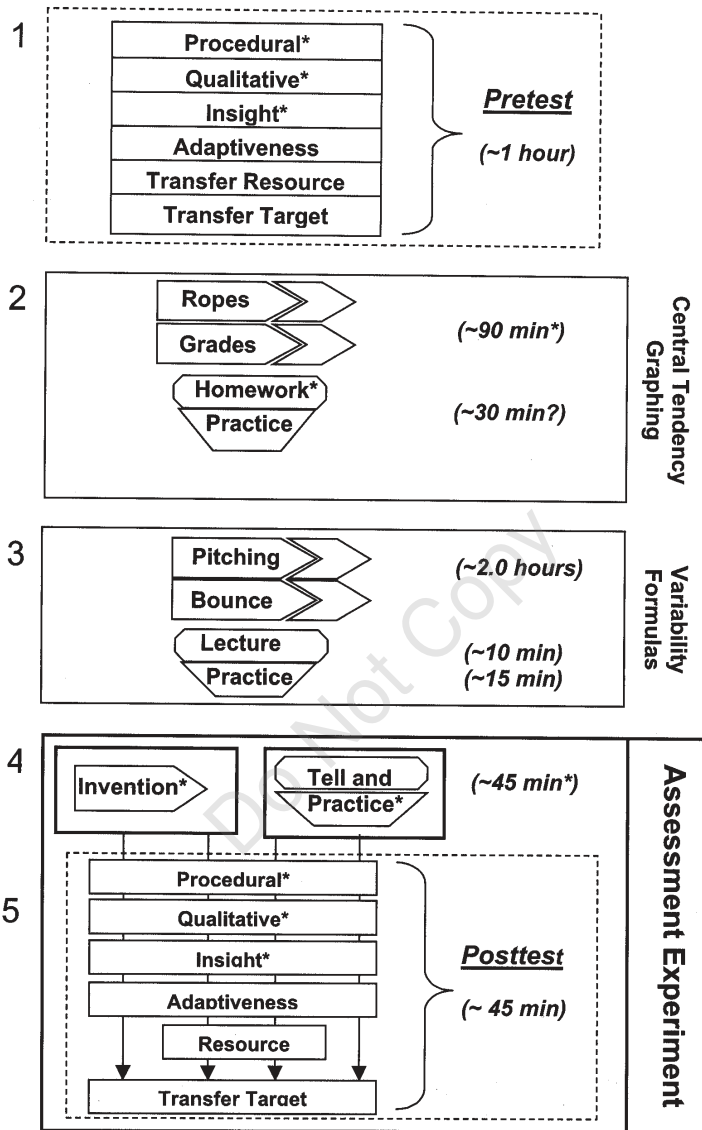 1
Procedural*
Qualitative*
Insight*
Adaptiveness
Transfer Resource
Transfer Target
Pretest
(~1 hour)
2
Ropes
Grades
(~90 min*)
Homework*
Practice
(~30 min?)
Central Tendency
Graphing
3
Pitching
(~2.0 hours)
Bounce
Lecture
(~10 min)
Practice
(~15 min)
Variability
Formulas
Do Not Copy
4
Invention*
Tell and
Practice*
(~45 min*)
5
Procedural*
Qualitative*
Insight*
Adaptiveness
Resource
Transfer Target
Posttest
(~ 45 min)
Assessment Experiment